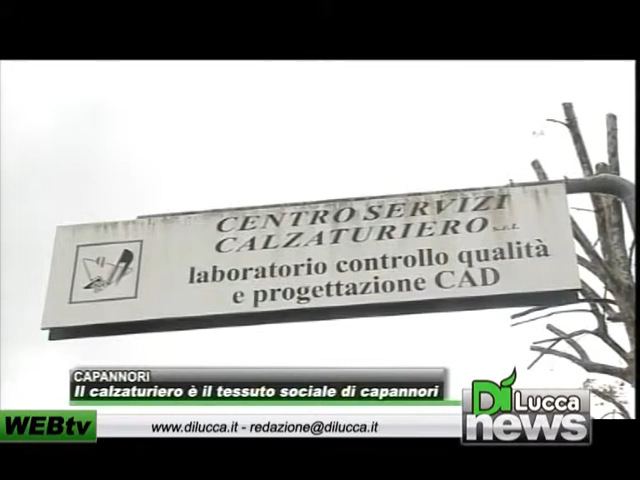 CENTRO SERVIZI
CALZATURIERO s.r.l.
laboratorio controllo qualità
e progettazione CAD
CAPANNORI
Il calzaturiero è il tessuto sociale di capannori
WEBtv
www.dilucca.it - redazione@dilucca.it
Di Lucca
news